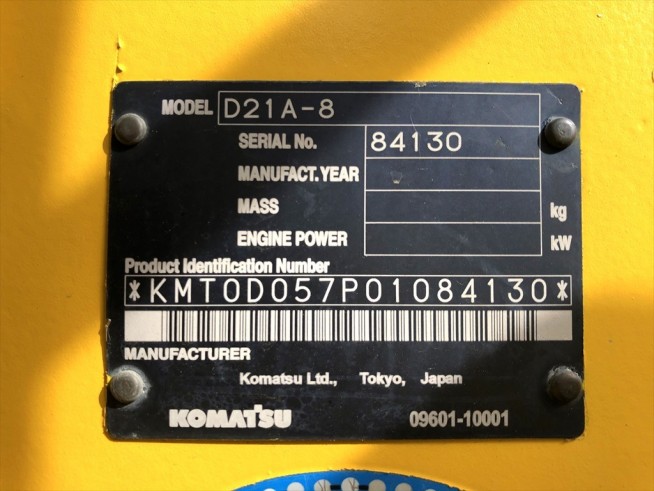 MODEL D21A-8
SERIAL No. 84130
MANUFACT.YEAR
MASS kg
ENGINE POWER kW
Product Identification Number
*KMT0D057P01084130*
MANUFACTURER
Komatsu Ltd., Tokyo, Japan
KOMATSU 09601-10001